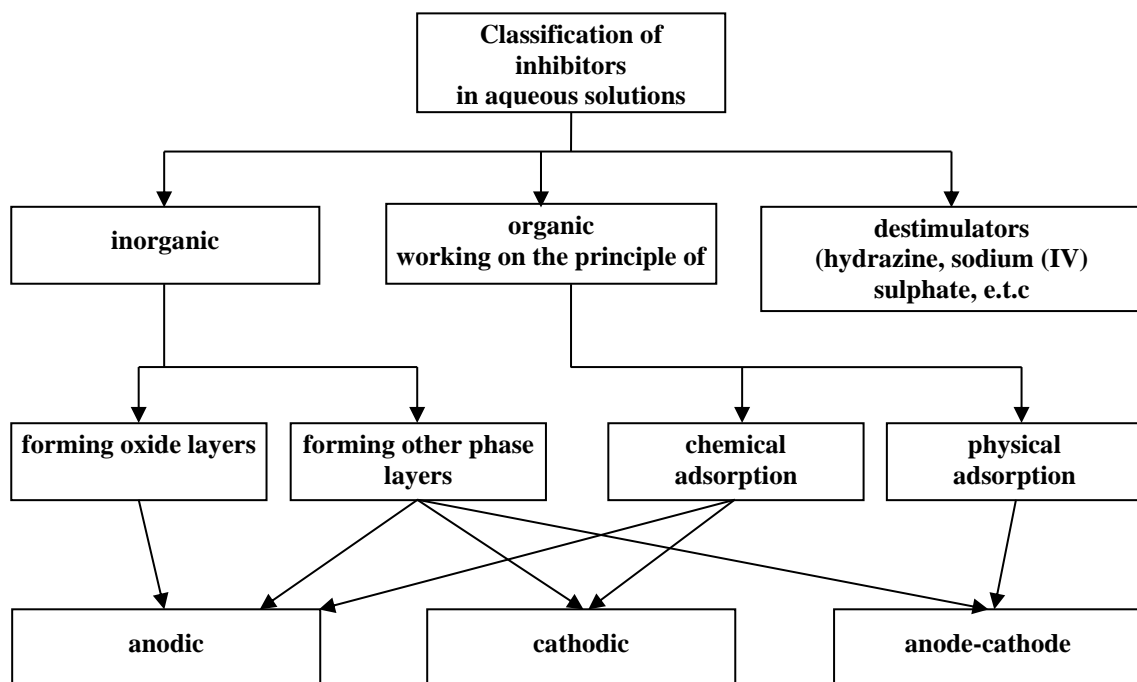 Classification of
inhibitors
in aqueous solutions
inorganic
organic
working on the principle of
destimulators
(hydrazine, sodium (IV)
sulphate, e.t.c
forming oxide layers
forming other phase
layers
chemical
adsorption
physical
adsorption
anodic
cathodic
anode-cathode